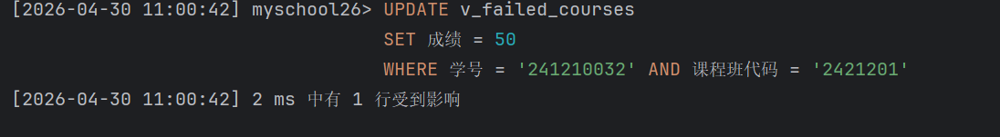 [2026-04-30 11:00:42] myschool26> UPDATE v_failed_courses
SET 成绩 = 50
WHERE 学号 = '241210032' AND 课程班代码 = '2421201'
[2026-04-30 11:00:42] 2 ms 中有 1 行受到影响